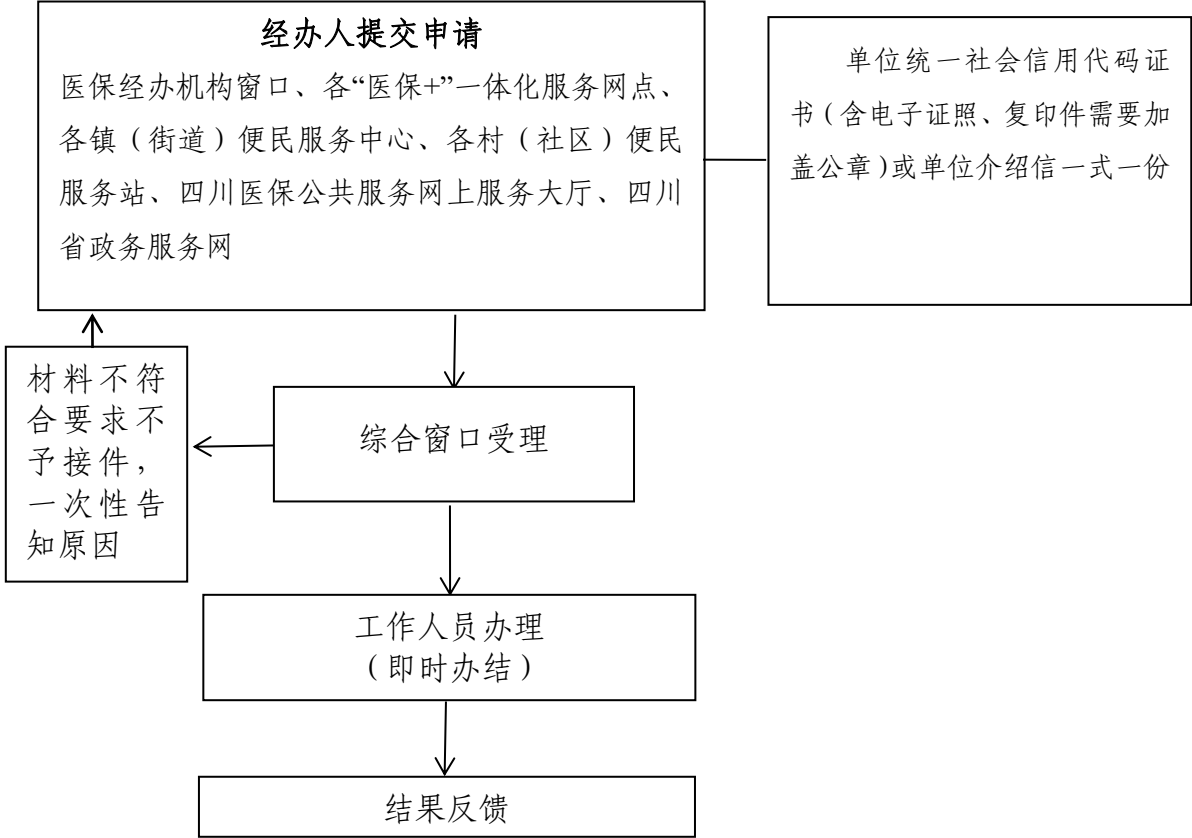 经办人提交申请
医保经办机构窗口、各“医保+”一体化服务网点、
各镇（街道）便民服务中心、各村（社区）便民
服务站、四川医保公共服务网上服务大厅、四川
省政务服务网
单位统一社会信用代码证
书（含电子证照、复印件需要加
盖公章）或单位介绍信一式一份
材料不符
合要求不
予接件，
一次性告
知原因
综合窗口受理
工作人员办理
（即时办结）
结果反馈